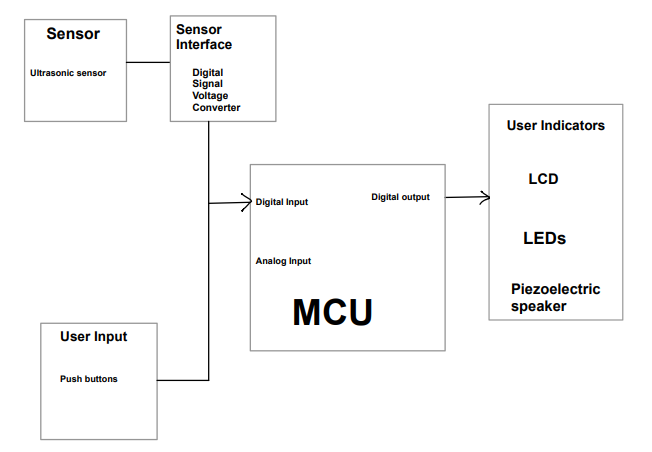 Sensor
Ultrasonic sensor
Sensor
Interface
Digital
Signal
Voltage
Converter
User Indicators
LCD
LEDs
Piezoelectric
speaker
Digital Input
Digital output
Analog Input
MCU
User Input
Push buttons